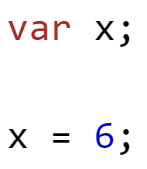 var x;
x = 6;